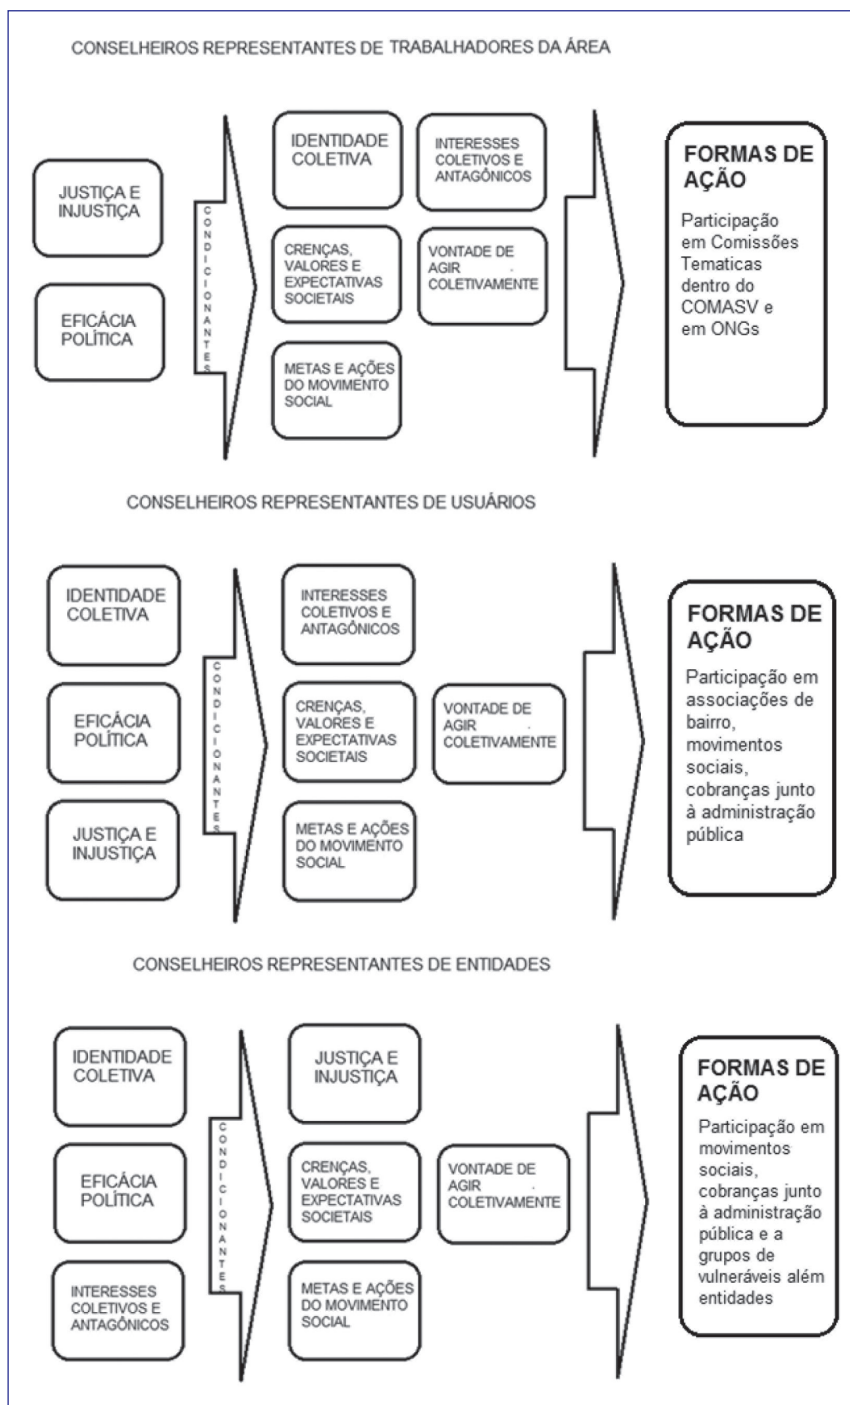 CONSELHEIROS REPRESENTANTES DE TRABALHADORES DA ÁREA
JUSTIÇA E
INJUSTIÇA
EFICÁCIA
POLÍTICA
CONDICIONANTES
IDENTIDADE
COLETIVA
INTERESSES
COLETIVOS E
ANTAGÔNICOS
CRENÇAS,
VALORES E
EXPECTATIVAS
SOCIETAIS
VONTADE DE
AGIR
COLETIVAMENTE
METAS E AÇÕES
DO MOVIMENTO
SOCIAL
FORMAS DE
AÇÃO
Participação
em Comissões
Tematicas
dentro do
COMASV e
em ONGs
CONSELHEIROS REPRESENTANTES DE USUÁRIOS
IDENTIDADE
COLETIVA
EFICÁCIA
POLÍTICA
JUSTIÇA E
INJUSTIÇA
CONDICIONANTES
INTERESSES
COLETIVOS E
ANTAGÔNICOS
CRENÇAS,
VALORES E
EXPECTATIVAS
SOCIETAIS
VONTADE DE
AGIR
COLETIVAMENTE
METAS E AÇÕES
DO MOVIMENTO
SOCIAL
FORMAS DE
AÇÃO
Participação em
associações de
bairro,
movimentos
sociais,
cobranças junto
à administração
pública
CONSELHEIROS REPRESENTANTES DE ENTIDADES
IDENTIDADE
COLETIVA
EFICÁCIA
POLÍTICA
INTERESSES
COLETIVOS E
ANTAGÔNICOS
CONDICIONANTES
JUSTIÇA E
INJUSTIÇA
CRENÇAS,
VALORES E
EXPECTATIVAS
SOCIETAIS
VONTADE DE
AGIR
COLETIVAMENTE
METAS E AÇÕES
DO MOVIMENTO
SOCIAL
FORMAS DE
AÇÃO
Participação em
movimentos
sociais,
cobranças junto
à administração
pública e a
grupos de
vulneráveis além
entidades